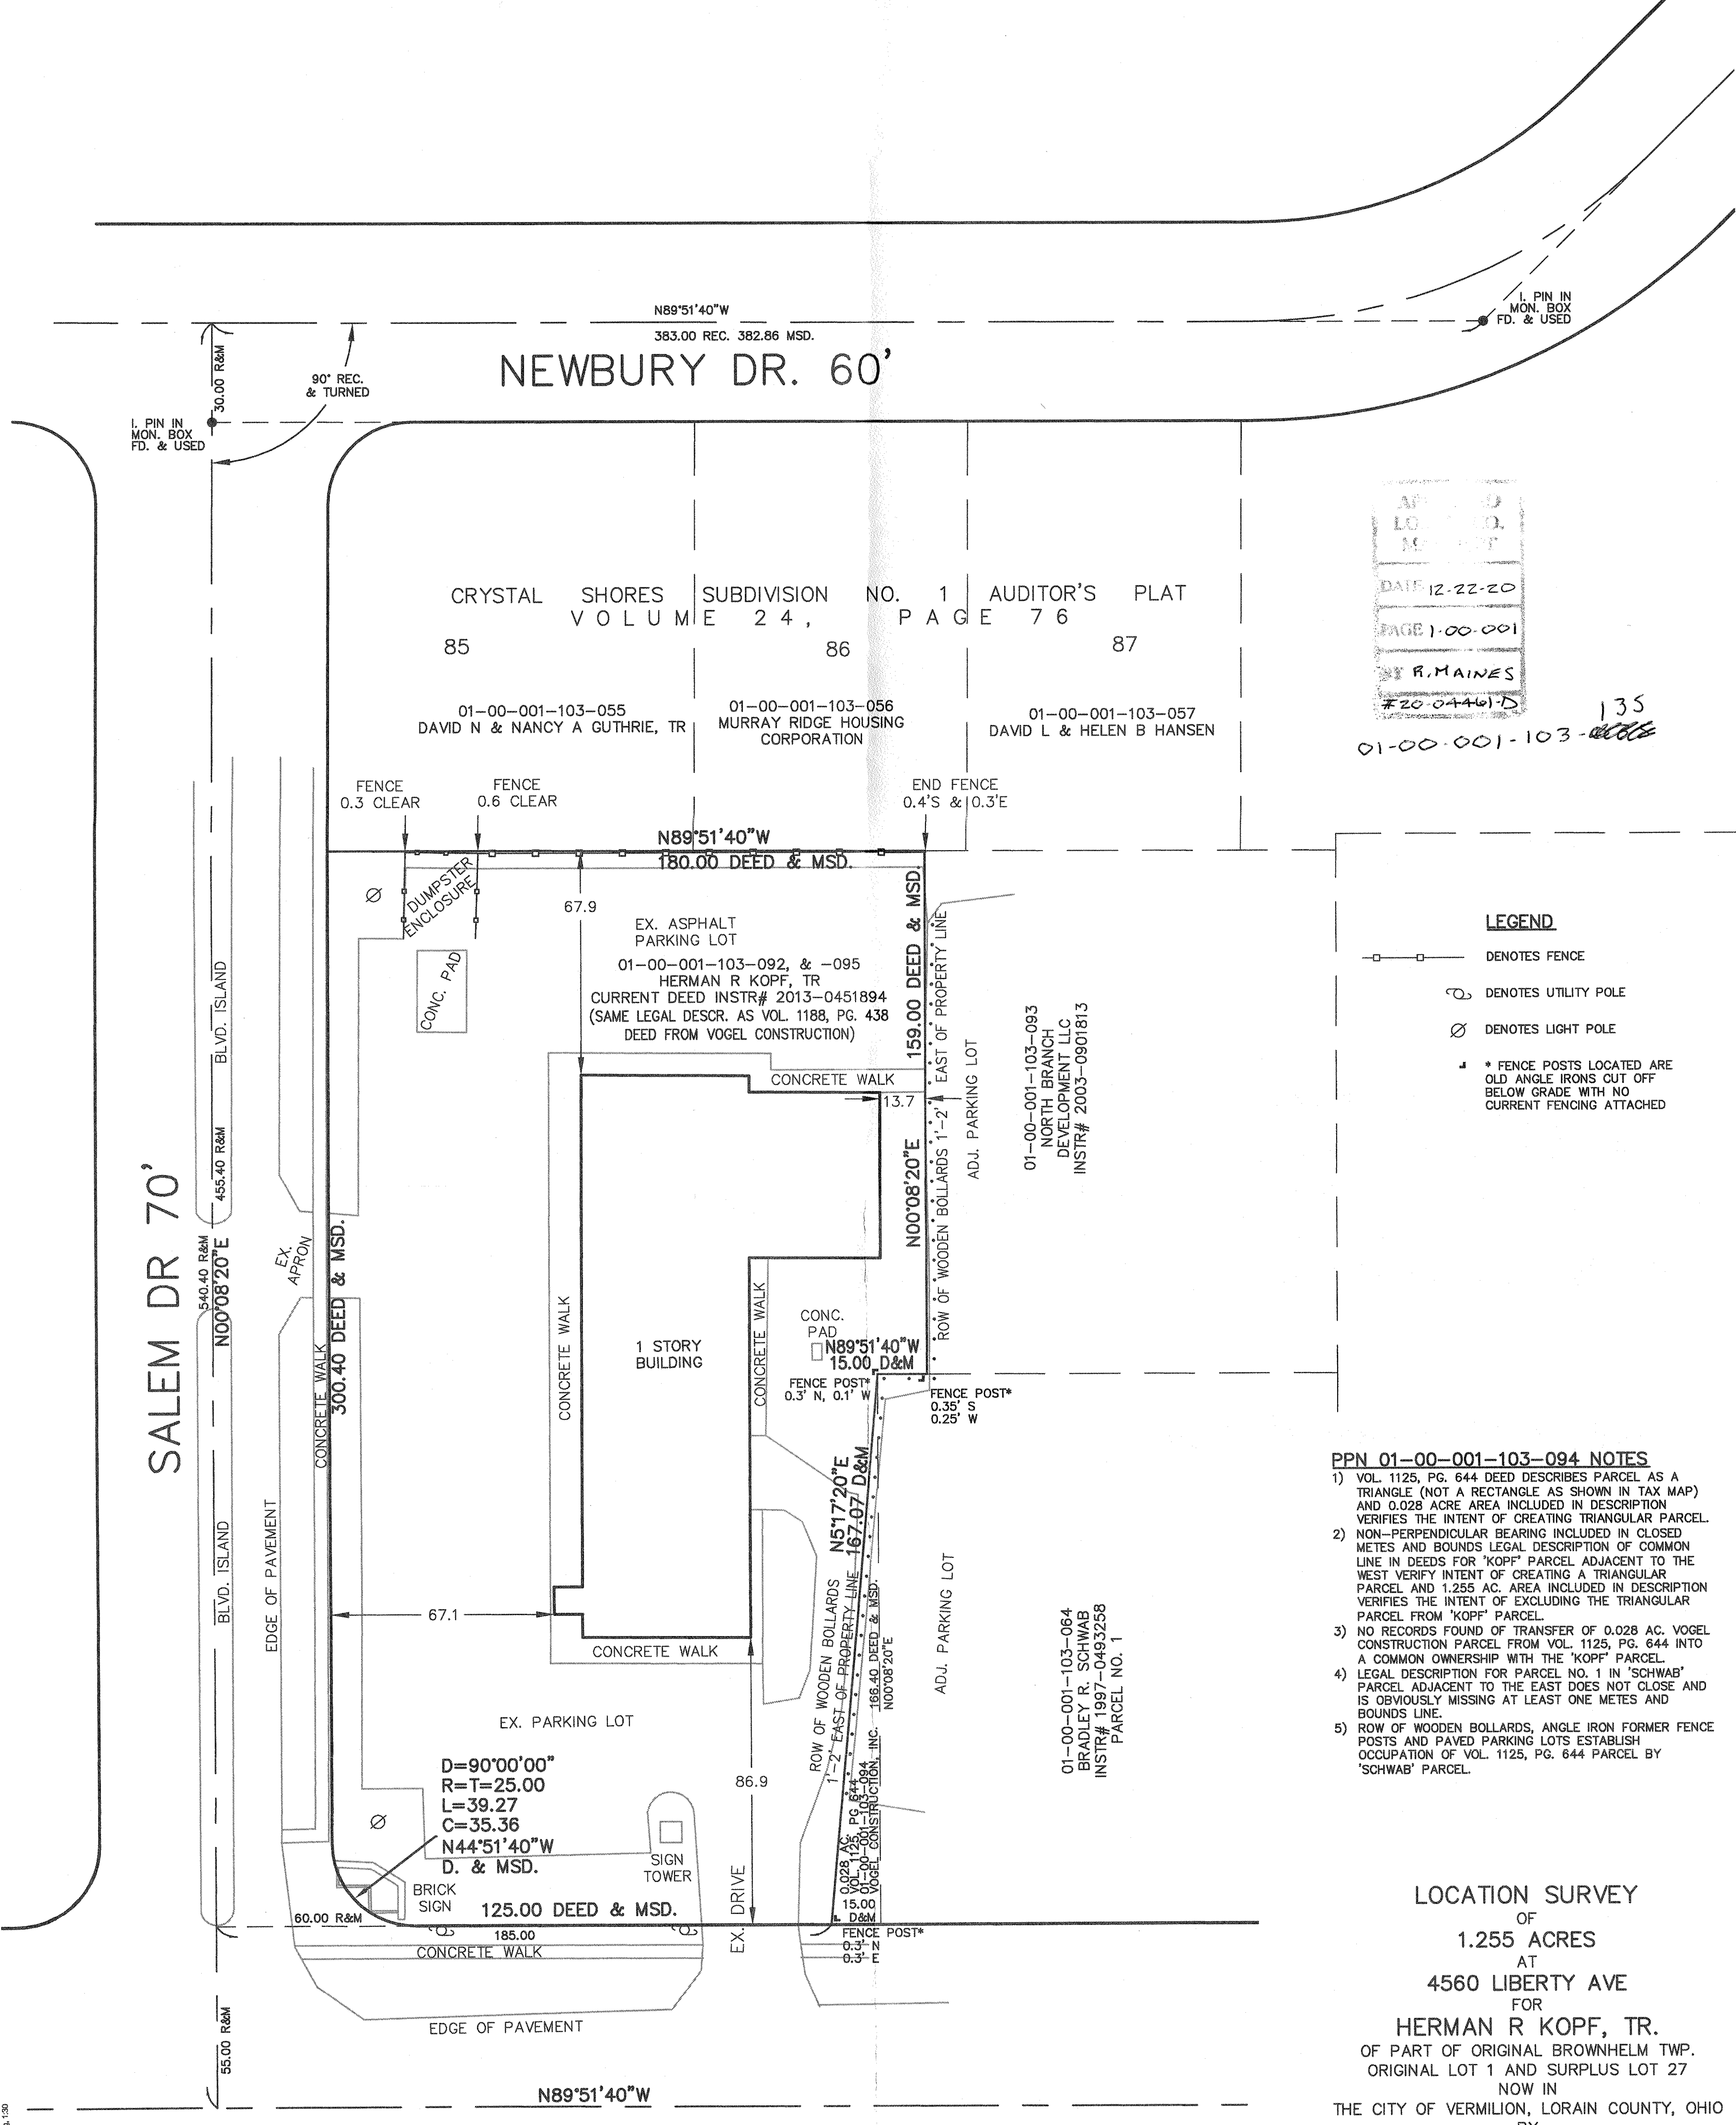 N89°51'40"W
383.00 REC. 382.86 MSD.
NEWBURY DR. 60'
I. PIN IN
MON. BOX
FD. & USED
30.00 R&M
90° REC.
& TURNED
I. PIN IN
MON. BOX
FD. & USED
CRYSTAL SHORES SUBDIVISION NO. 1 AUDITOR'S PLAT
VOLUME 24, PAGE 76
85
86
87
01-00-001-103-055
DAVID N & NANCY A GUTHRIE, TR
01-00-001-103-056
MURRAY RIDGE HOUSING
CORPORATION
01-00-001-103-057
DAVID L & HELEN B HANSEN
DATE 12-22-20
PAGE 1-00-001
BY R. MAINES
#20-04461-D
135
01-00-001-103-
FENCE
0.3 CLEAR
FENCE
0.6 CLEAR
END FENCE
0.4'S & 0.3'E
N89°51'40"W
180.00 DEED & MSD.
DUMPSTER
ENCLOSURE
67.9
CONC. PAD
EX. ASPHALT
PARKING LOT
01-00-001-103-092, & -095
HERMAN R KOPF, TR
CURRENT DEED INSTR# 2013-0451894
(SAME LEGAL DESCR. AS VOL. 1188, PG. 438
DEED FROM VOGEL CONSTRUCTION)
159.00 DEED & MSD.
N00°08'20"E
ROW OF WOODEN BOLLARDS 1'-2' EAST OF PROPERTY LINE
ADJ. PARKING LOT
01-00-001-103-093
NORTH BRANCH
DEVELOPMENT LLC
INSTR# 2003-0901813
LEGEND
DENOTES FENCE
DENOTES UTILITY POLE
DENOTES LIGHT POLE
* FENCE POSTS LOCATED ARE
OLD ANGLE IRONS CUT OFF
BELOW GRADE WITH NO
CURRENT FENCING ATTACHED
CONCRETE WALK
13.7
BLVD. ISLAND
455.40 R&M
SALEM DR 70'
540.40 R&M
N00°08'20"E
EX.
APRON
300.40 DEED & MSD.
CONCRETE WALK
CONCRETE WALK
1 STORY
BUILDING
CONCRETE WALK
CONC.
PAD
N89°51'40"W
15.00 D&M
FENCE POST*
0.3' N, 0.1' W
FENCE POST*
0.35' S
0.25' W
BLVD. ISLAND
EDGE OF PAVEMENT
67.1
CONCRETE WALK
N5°17'20"E
167.07 D&M
ROW OF WOODEN BOLLARDS
1'-2' EAST OF PROPERTY LINE
166.40 DEED & MSD.
N00°08'20"E
ADJ. PARKING LOT
01-00-001-103-064
BRADLEY R. SCHWAB
INSTR# 1997-0493258
PARCEL NO. 1
PPN 01-00-001-103-094 NOTES
1) VOL. 1125, PG. 644 DEED DESCRIBES PARCEL AS A
TRIANGLE (NOT A RECTANGLE AS SHOWN IN TAX MAP)
AND 0.028 ACRE AREA INCLUDED IN DESCRIPTION
VERIFIES THE INTENT OF CREATING TRIANGULAR PARCEL.
2) NON-PERPENDICULAR BEARING INCLUDED IN CLOSED
METES AND BOUNDS LEGAL DESCRIPTION OF COMMON
LINE IN DEEDS FOR 'KOPF' PARCEL ADJACENT TO THE
WEST VERIFY INTENT OF CREATING A TRIANGULAR
PARCEL AND 1.255 AC. AREA INCLUDED IN DESCRIPTION
VERIFIES THE INTENT OF EXCLUDING THE TRIANGULAR
PARCEL FROM 'KOPF' PARCEL.
3) NO RECORDS FOUND OF TRANSFER OF 0.028 AC. VOGEL
CONSTRUCTION PARCEL FROM VOL. 1125, PG. 644 INTO
A COMMON OWNERSHIP WITH THE 'KOPF' PARCEL.
4) LEGAL DESCRIPTION FOR PARCEL NO. 1 IN 'SCHWAB'
PARCEL ADJACENT TO THE EAST DOES NOT CLOSE AND
IS OBVIOUSLY MISSING AT LEAST ONE METES AND
BOUNDS LINE.
5) ROW OF WOODEN BOLLARDS, ANGLE IRON FORMER FENCE
POSTS AND PAVED PARKING LOTS ESTABLISH
OCCUPATION OF VOL. 1125, PG. 644 PARCEL BY
'SCHWAB' PARCEL.
EX. PARKING LOT
86.9
D=90°00'00"
R=T=25.00
L=39.27
C=35.36
N44°51'40"W
D. & MSD.
SIGN
TOWER
BRICK
SIGN
EX. DRIVE
0.028 AC.
VOL. 1125, PG 644
01-00-001-103-094
VOGEL CONSTRUCTION, INC.
15.00
D&M
FENCE POST*
0.3' N
0.3' E
60.00 R&M
125.00 DEED & MSD.
185.00
CONCRETE WALK
EDGE OF PAVEMENT
55.00 R&M
N89°51'40"W
LOCATION SURVEY
OF
1.255 ACRES
AT
4560 LIBERTY AVE
FOR
HERMAN R KOPF, TR.
OF PART OF ORIGINAL BROWNHELM TWP.
ORIGINAL LOT 1 AND SURPLUS LOT 27
NOW IN
THE CITY OF VERMILION, LORAIN COUNTY, OHIO